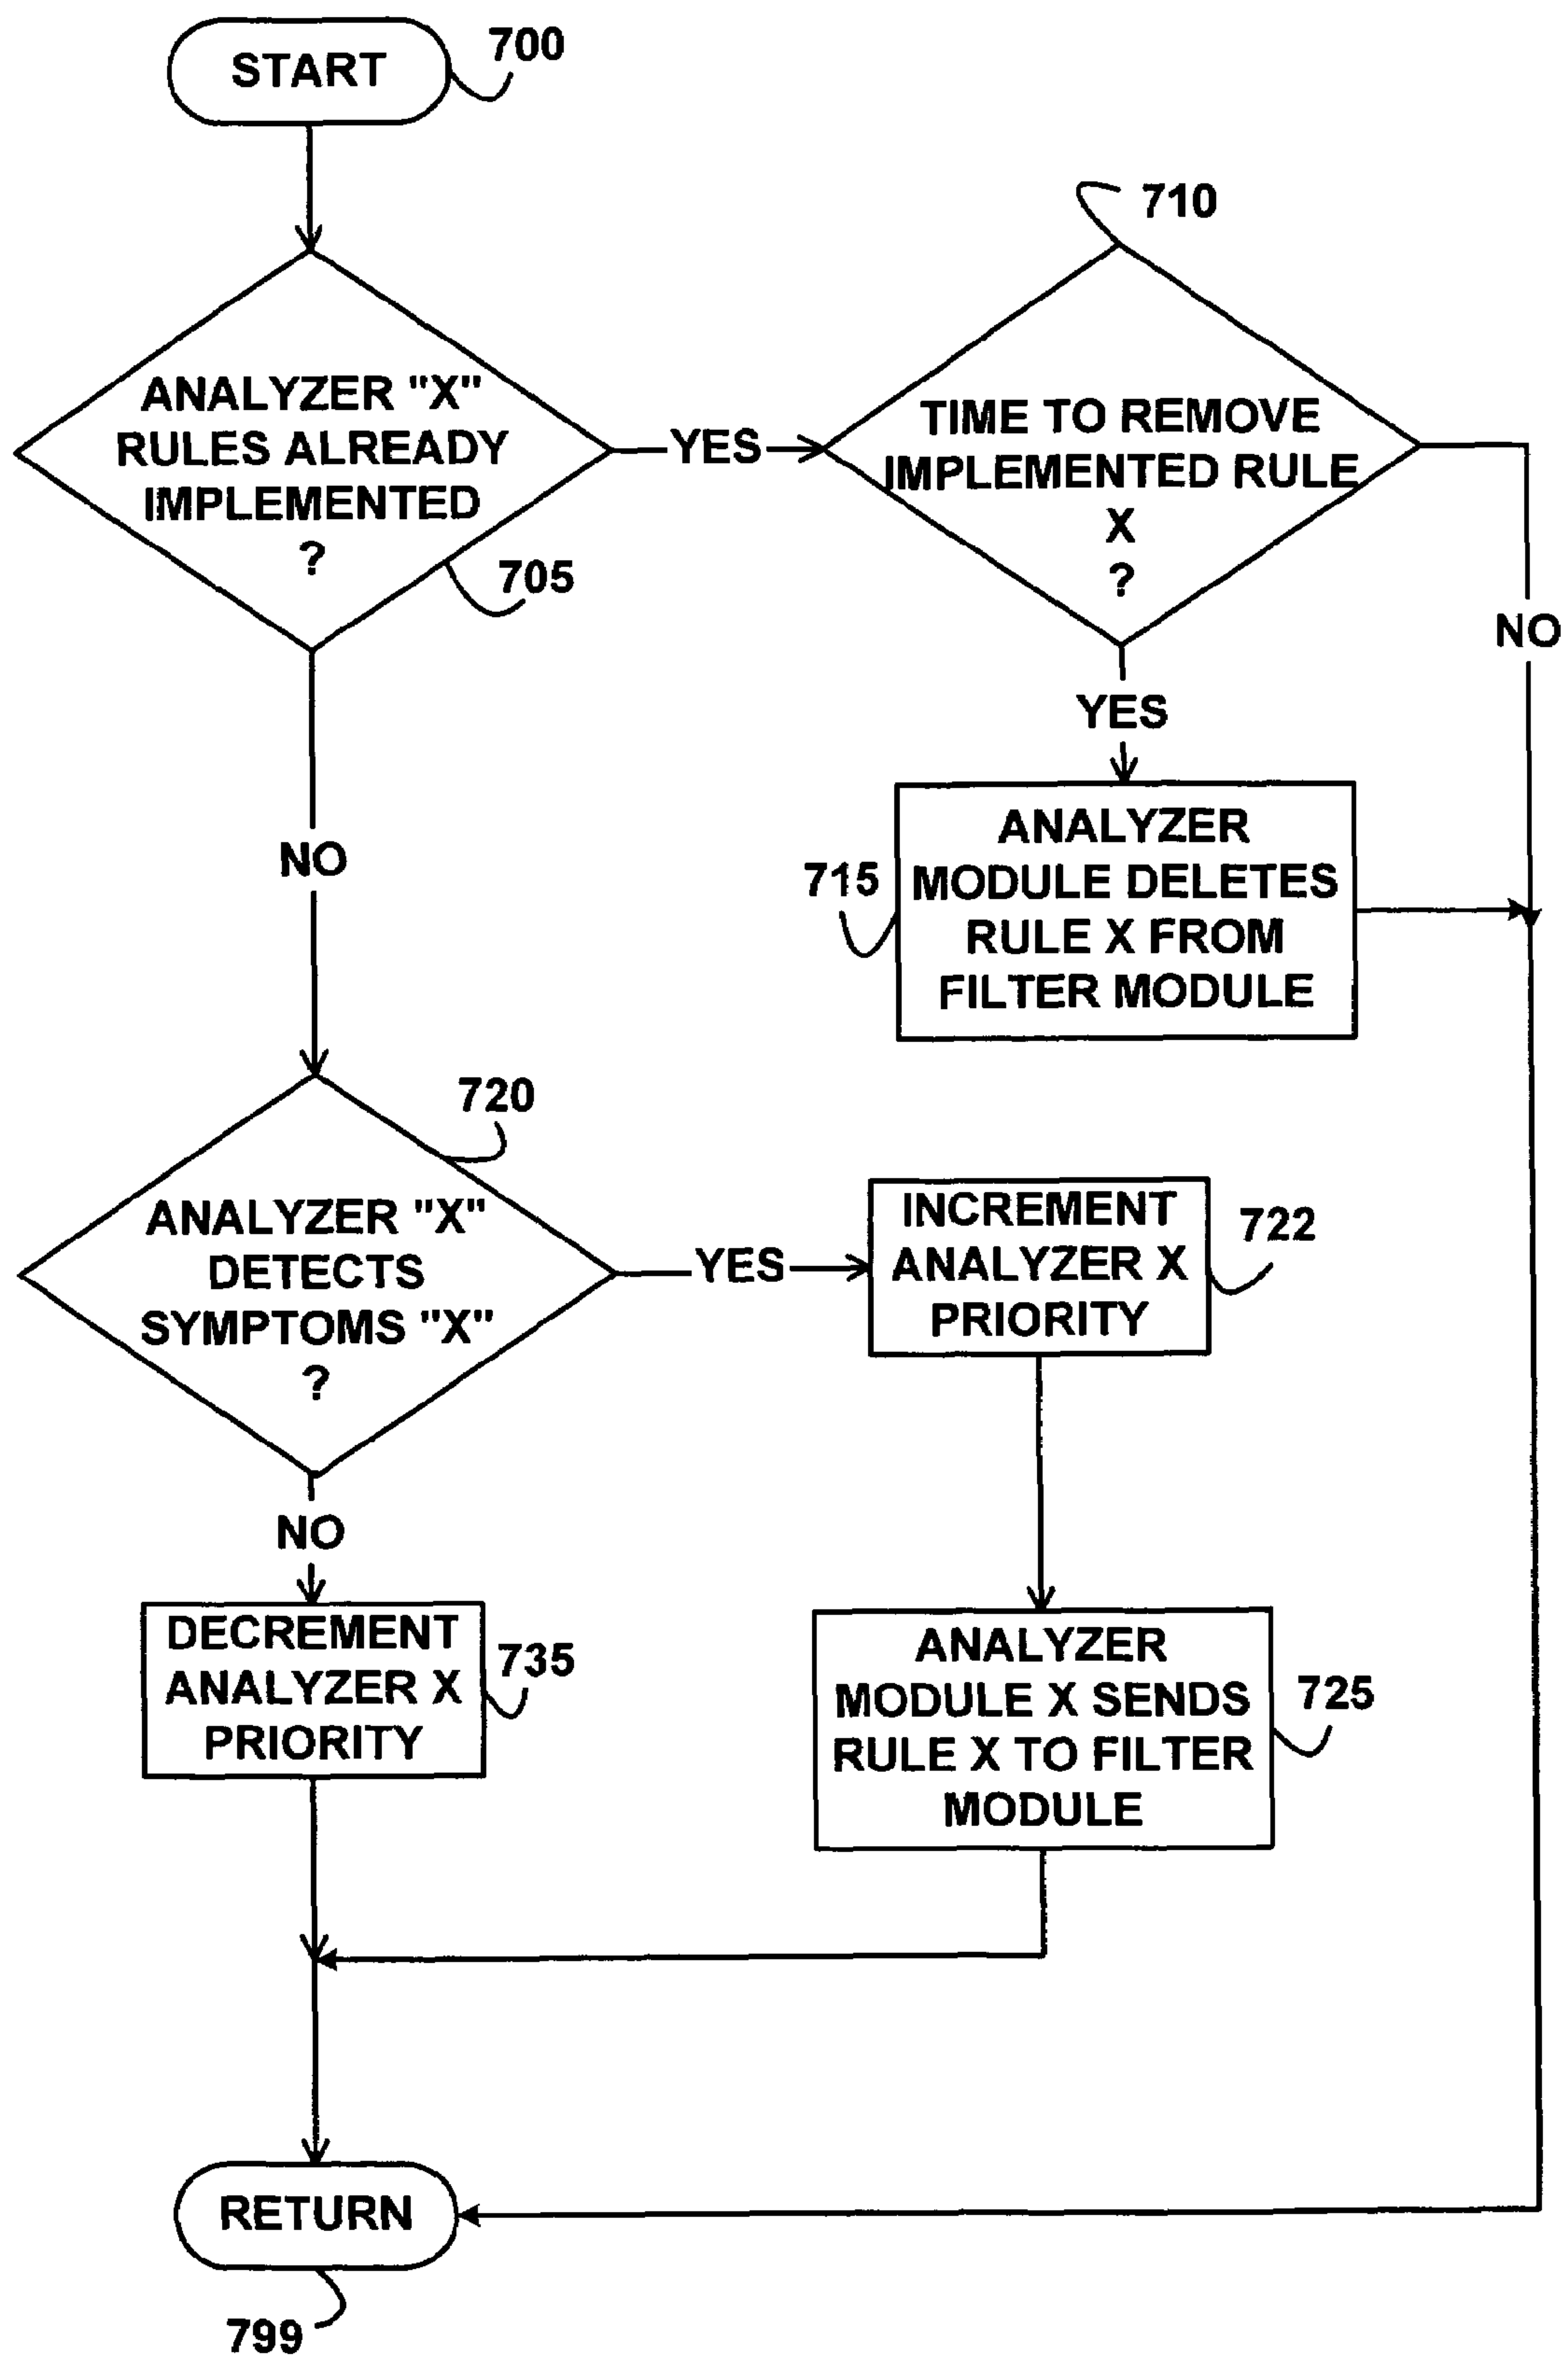 START
700
710
ANALYZER "X"
RULES ALREADY
IMPLEMENTED
?
705
YES
TIME TO REMOVE
IMPLEMENTED RULE
X
?
NO
YES
NO
715
ANALYZER
MODULE DELETES
RULE X FROM
FILTER MODULE
720
ANALYZER "X"
DETECTS
SYMPTOMS "X"
?
YES
INCREMENT
ANALYZER X
PRIORITY
722
NO
DECREMENT
ANALYZER X
PRIORITY
735
ANALYZER
MODULE X SENDS
RULE X TO FILTER
MODULE
725
RETURN
799